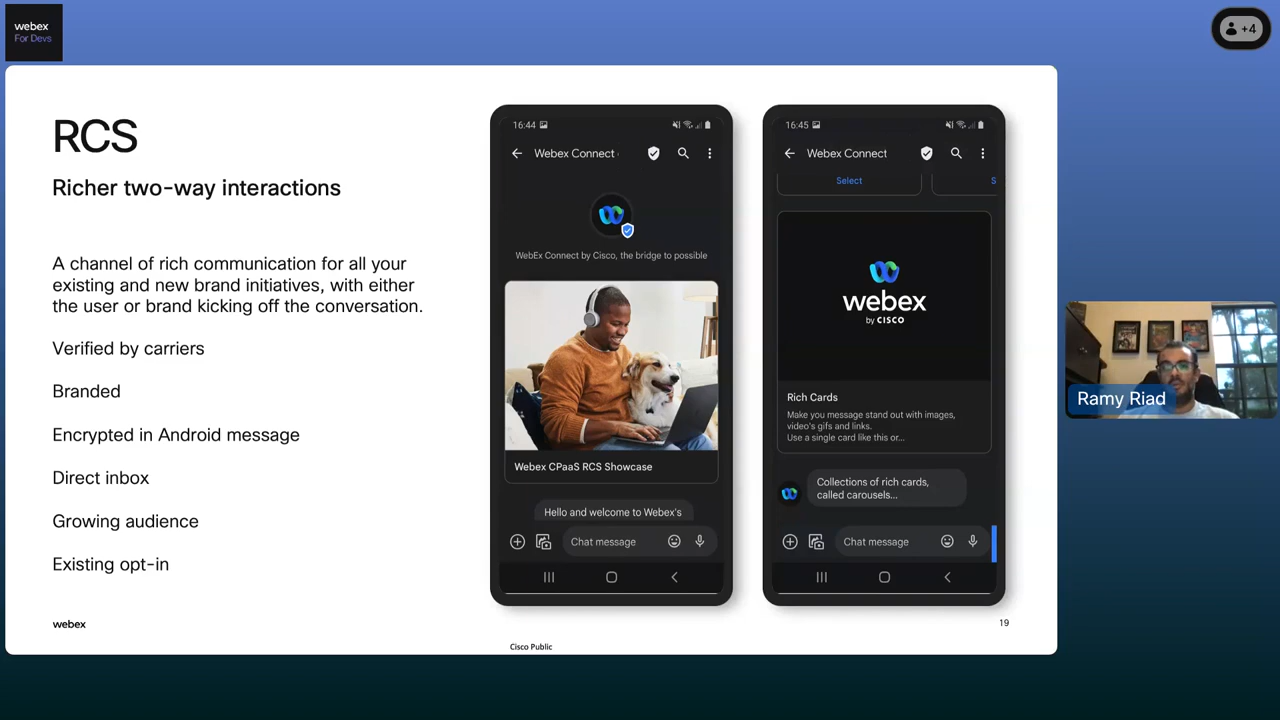 webex
For Devs
+4
RCS
Richer two-way interactions
A channel of rich communication for all your
existing and new brand initiatives, with either
the user or brand kicking off the conversation.
Verified by carriers
Branded
Encrypted in Android message
Direct inbox
Growing audience
Existing opt-in
webex
Cisco Public
19
16:44
Webex Connect
WebEx Connect by Cisco, the bridge to possible
Webex CPaaS RCS Showcase
Hello and welcome to Webex's
Chat message
16:45
Webex Connect
Select
S
webex
by CISCO
Rich Cards
Make you message stand out with images,
video's gifs and links.
Use a single card like this or...
Collections of rich cards,
called carousels...
Chat message
Ramy Riad